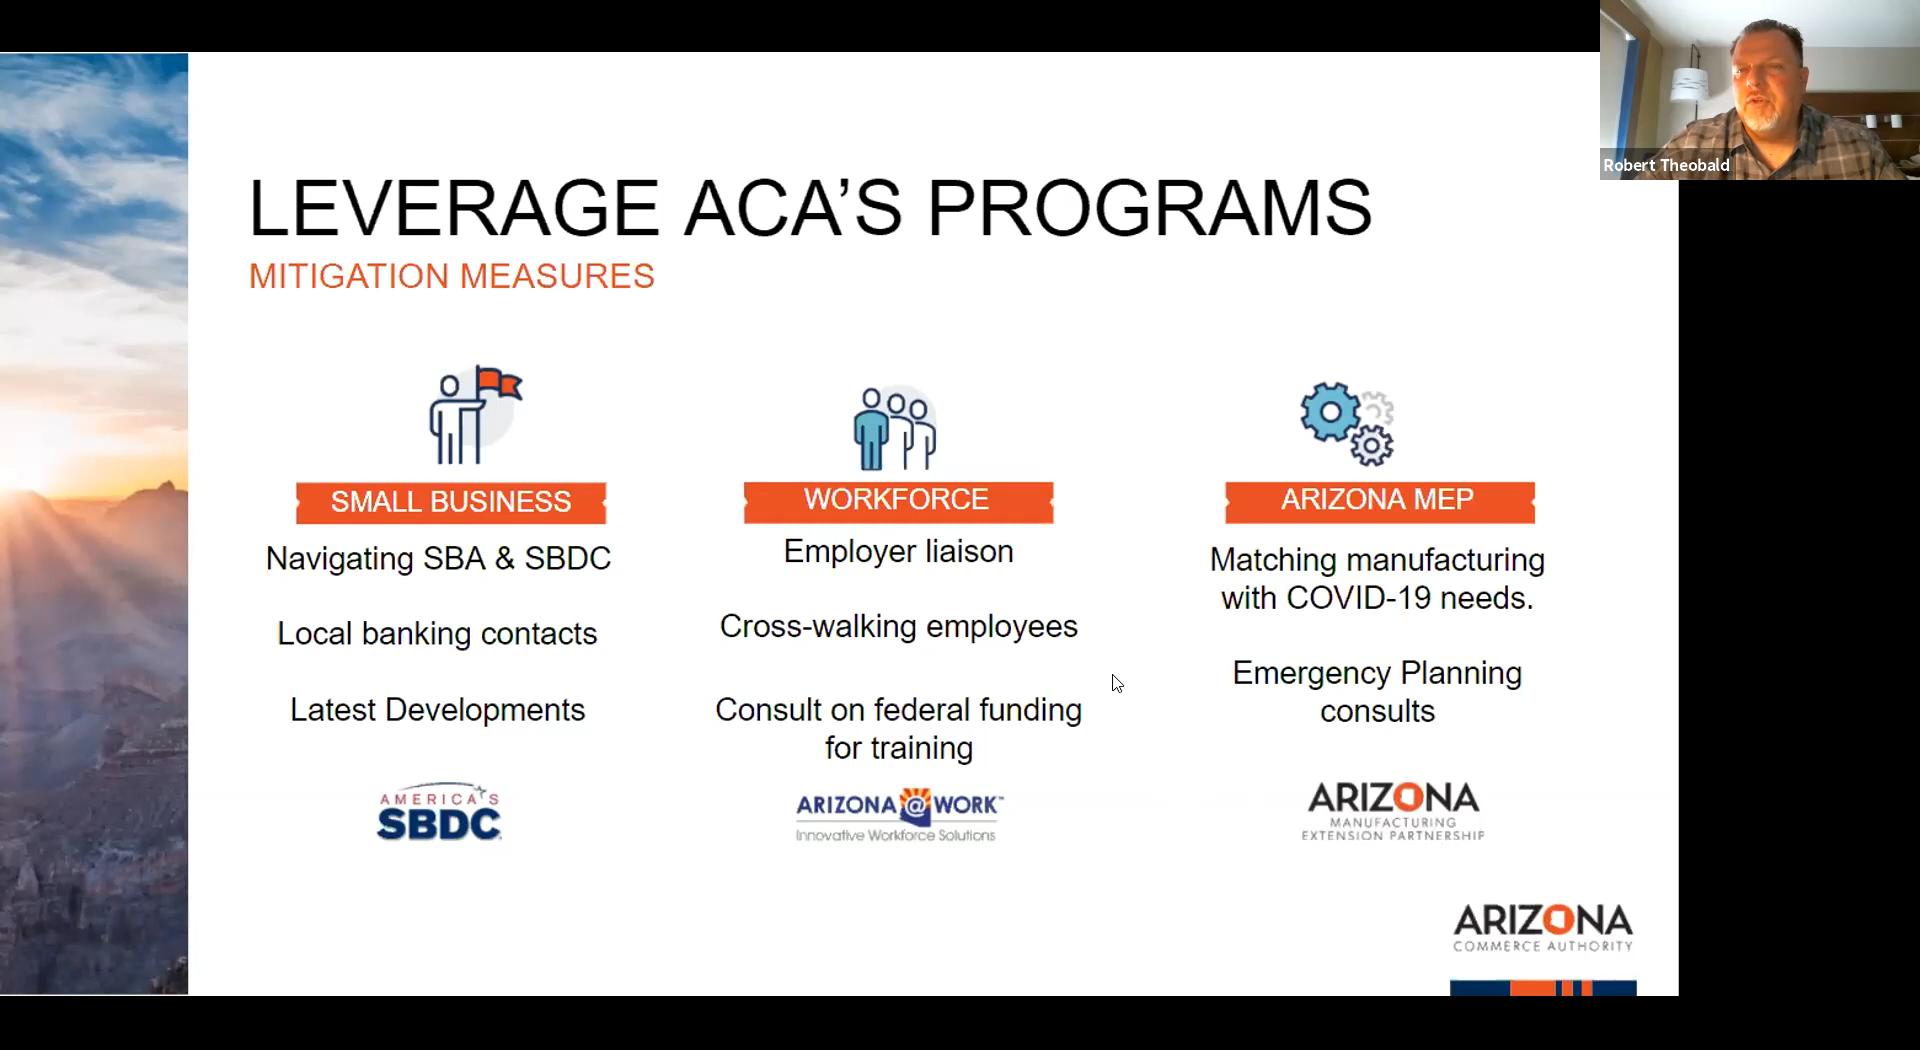 Robert Theobald
LEVERAGE ACA'S PROGRAMS
MITIGATION MEASURES
SMALL BUSINESS
Navigating SBA & SBDC
Local banking contacts
Latest Developments
AMERICA'S
SBDC
WORKFORCE
Employer liaison
Cross-walking employees
Consult on federal funding
for training
ARIZONA@WORK™
Innovative Workforce Solutions
ARIZONA MEP
Matching manufacturing
with COVID-19 needs.
Emergency Planning
consults
ARIZONA
MANUFACTURING
EXTENSION PARTNERSHIP
ARIZONA
COMMERCE AUTHORITY